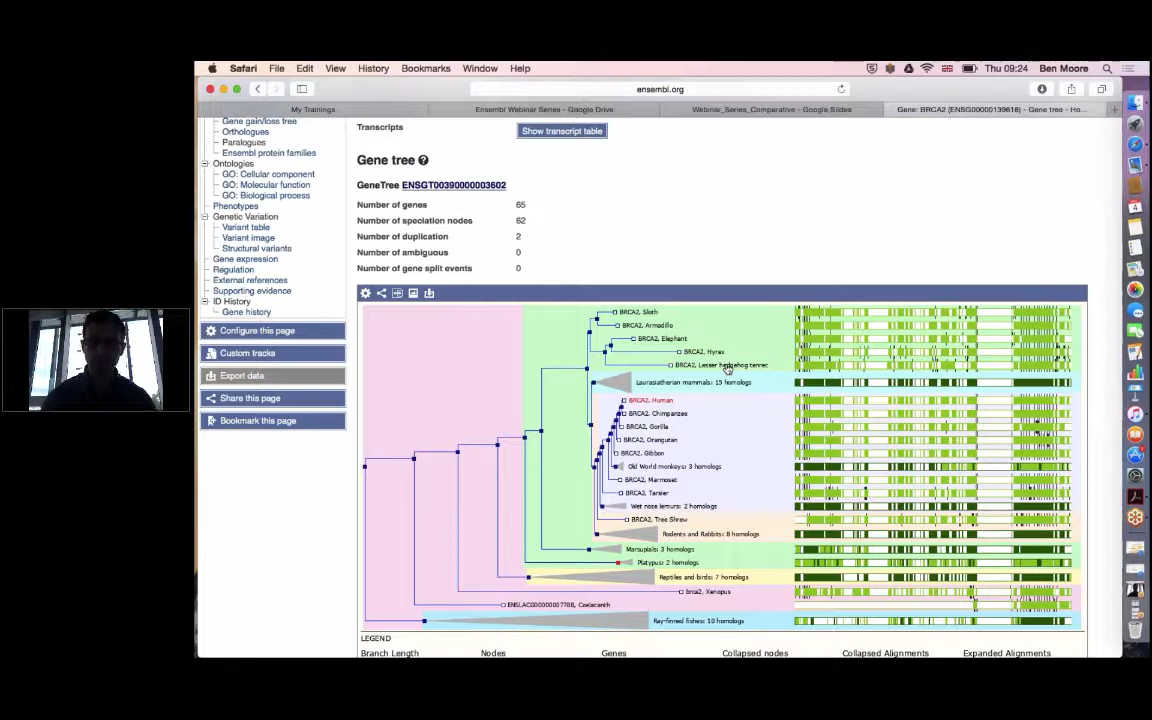 Safari File Edit View History Bookmarks Window Help Thu 09:24 Ben Moore
ensembl.org
My Trainings Ensembl Webinar Series - Google Drive Webinar_Series_Comparative - Google Slides Gene: BRCA2 (ENSG00000139618) - Gene tree - Ho...
Gene gain/loss tree
Orthologues
Paralogues
Ensembl protein families
Ontologies
GO: Cellular component
GO: Molecular function
GO: Biological process
Phenotypes
Genetic Variation
Variant table
Variant image
Structural variants
Gene expression
Regulation
External references
Supporting evidence
ID History
Gene history
Configure this page
Custom tracks
Export data
Share this page
Bookmark this page
Transcripts Show transcript table
Gene tree ?
GeneTree ENSGT00390000003602
Number of genes 65
Number of speciation nodes 62
Number of duplication 2
Number of ambiguous 0
Number of gene split events 0
BRCA2, Sloth
BRCA2, Armadillo
BRCA2, Elephant
BRCA2, Hyrax
BRCA2, Lesser hedgehog tenrec
Laurasiatherian mammals: 15 homologs
BRCA2, Human
BRCA2, Chimpanzee
BRCA2, Gorilla
BRCA2, Orangutan
BRCA2, Gibbon
Old World monkeys: 3 homologs
BRCA2, Marmoset
BRCA2, Tarsier
Wet nose lemurs: 2 homologs
BRCA2, Tree Shrew
Rodents and Rabbits: 8 homologs
Marsupials: 3 homologs
Platypus: 2 homologs
Reptiles and birds: 7 homologs
brca2, Xenopus
ENSLACG00000007788, Coelacanth
Ray-finned fishes: 10 homologs
LEGEND
Branch Length Nodes Genes Collapsed nodes Collapsed Alignments Expanded Alignments